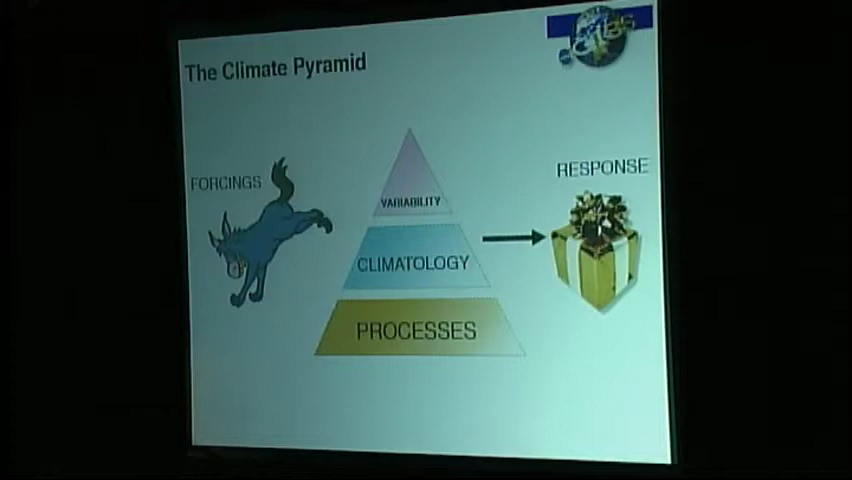 The Climate Pyramid
FORCINGS
RESPONSE
VARIABILITY
CLIMATOLOGY
PROCESSES